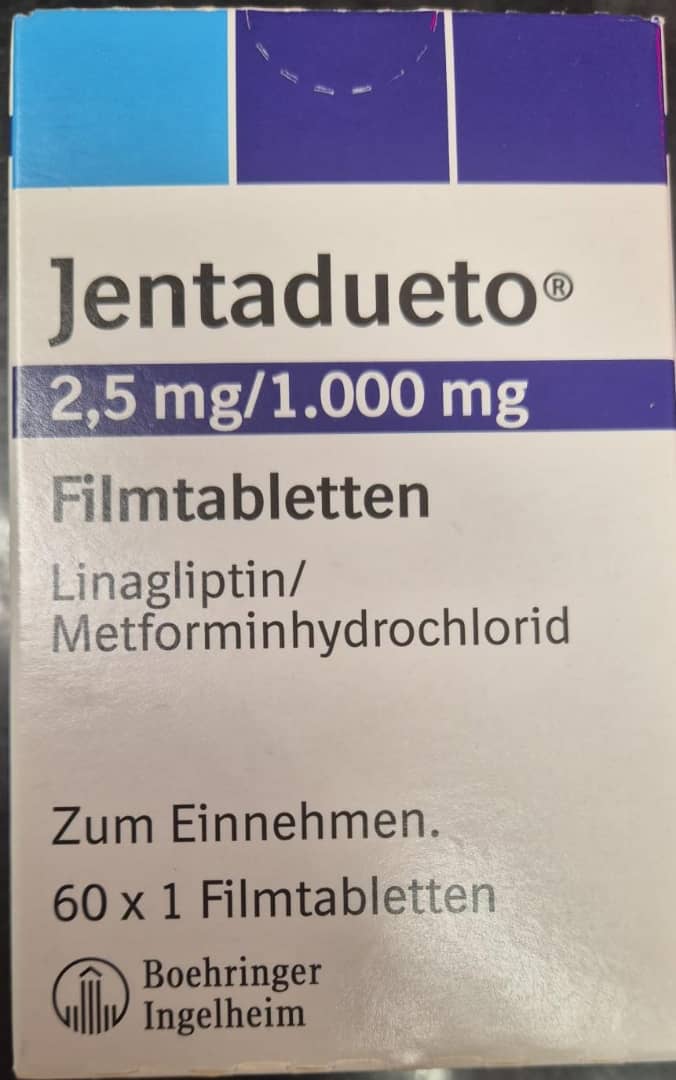 Jentadueto®
2,5 mg/1.000 mg
Filmtabletten
Linagliptin/
Metforminhydrochlorid
Zum Einnehmen.
60 x 1 Filmtabletten
Boehringer
Ingelheim